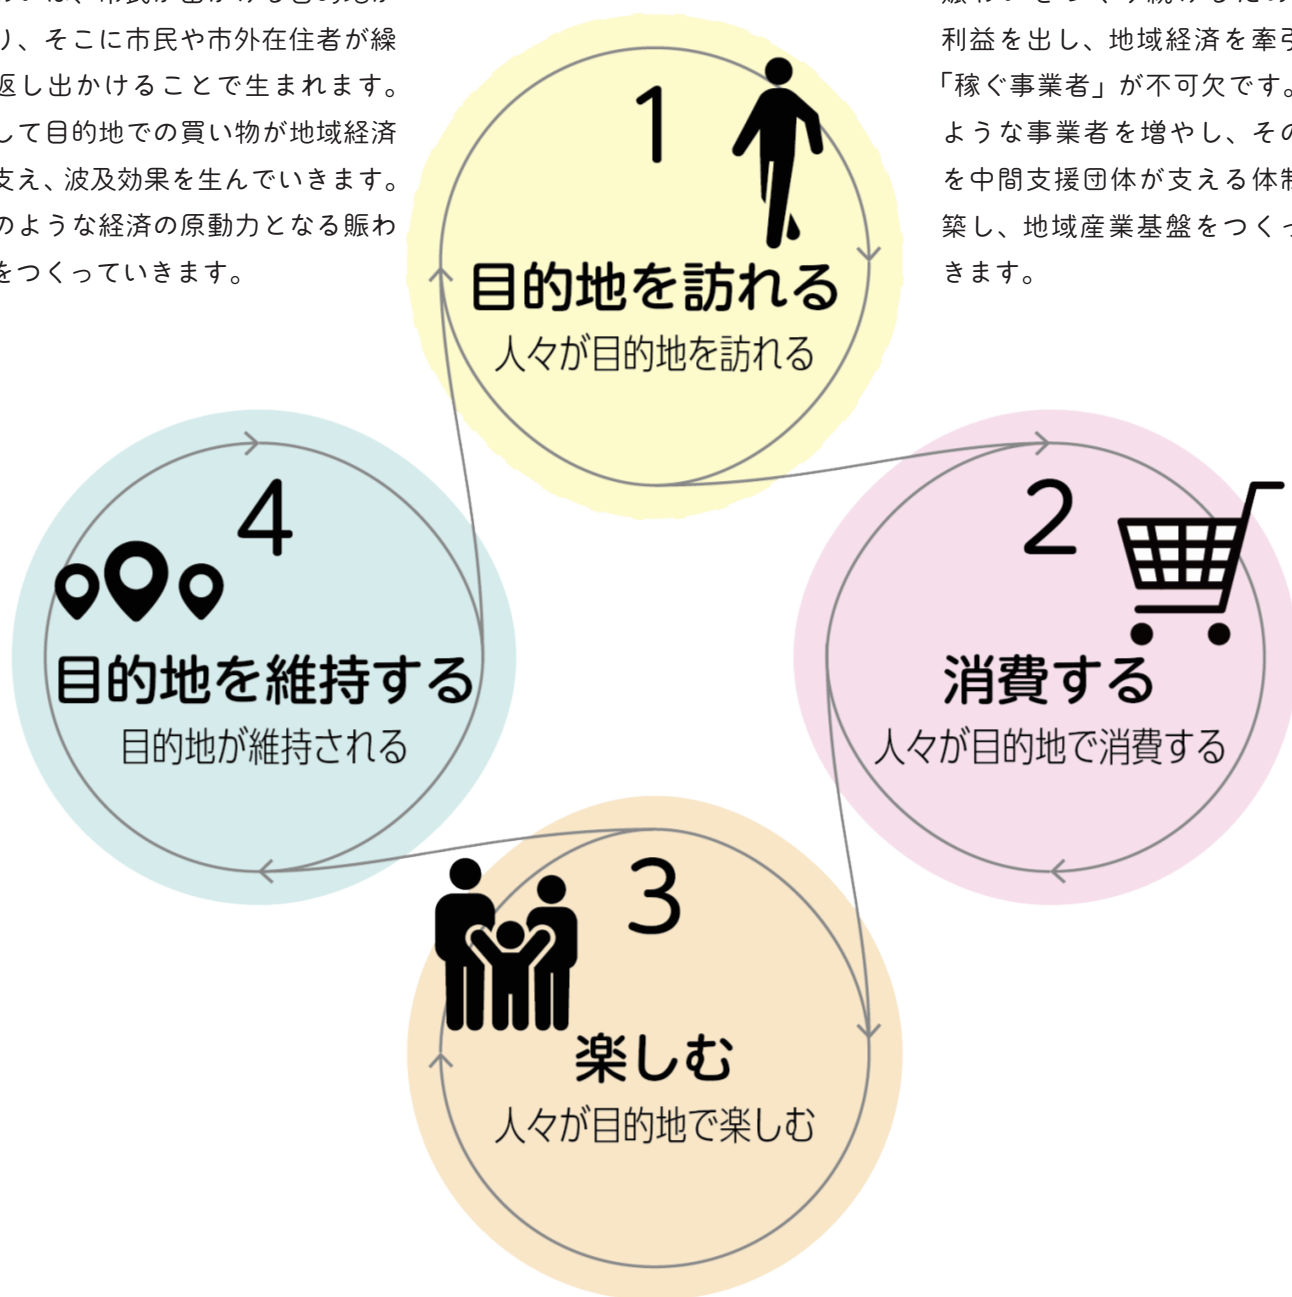 り、そこに市民や市外在住者が繰
返し出かけることで生まれます。
して目的地での買い物が地域経済
支え、波及効果を生んでいきます。
のような経済の原動力となる賑わ
をつくっていきます。
利益を出し、地域経済を牽引
「稼ぐ事業者」が不可欠です。
ような事業者を増やし、その
を中間支援団体が支える体制
築し、地域産業基盤をつくっ
きます。
1
目的地を訪れる
人々が目的地を訪れる
2
消費する
人々が目的地で消費する
3
楽しむ
人々が目的地で楽しむ
4
目的地を維持する
目的地が維持される